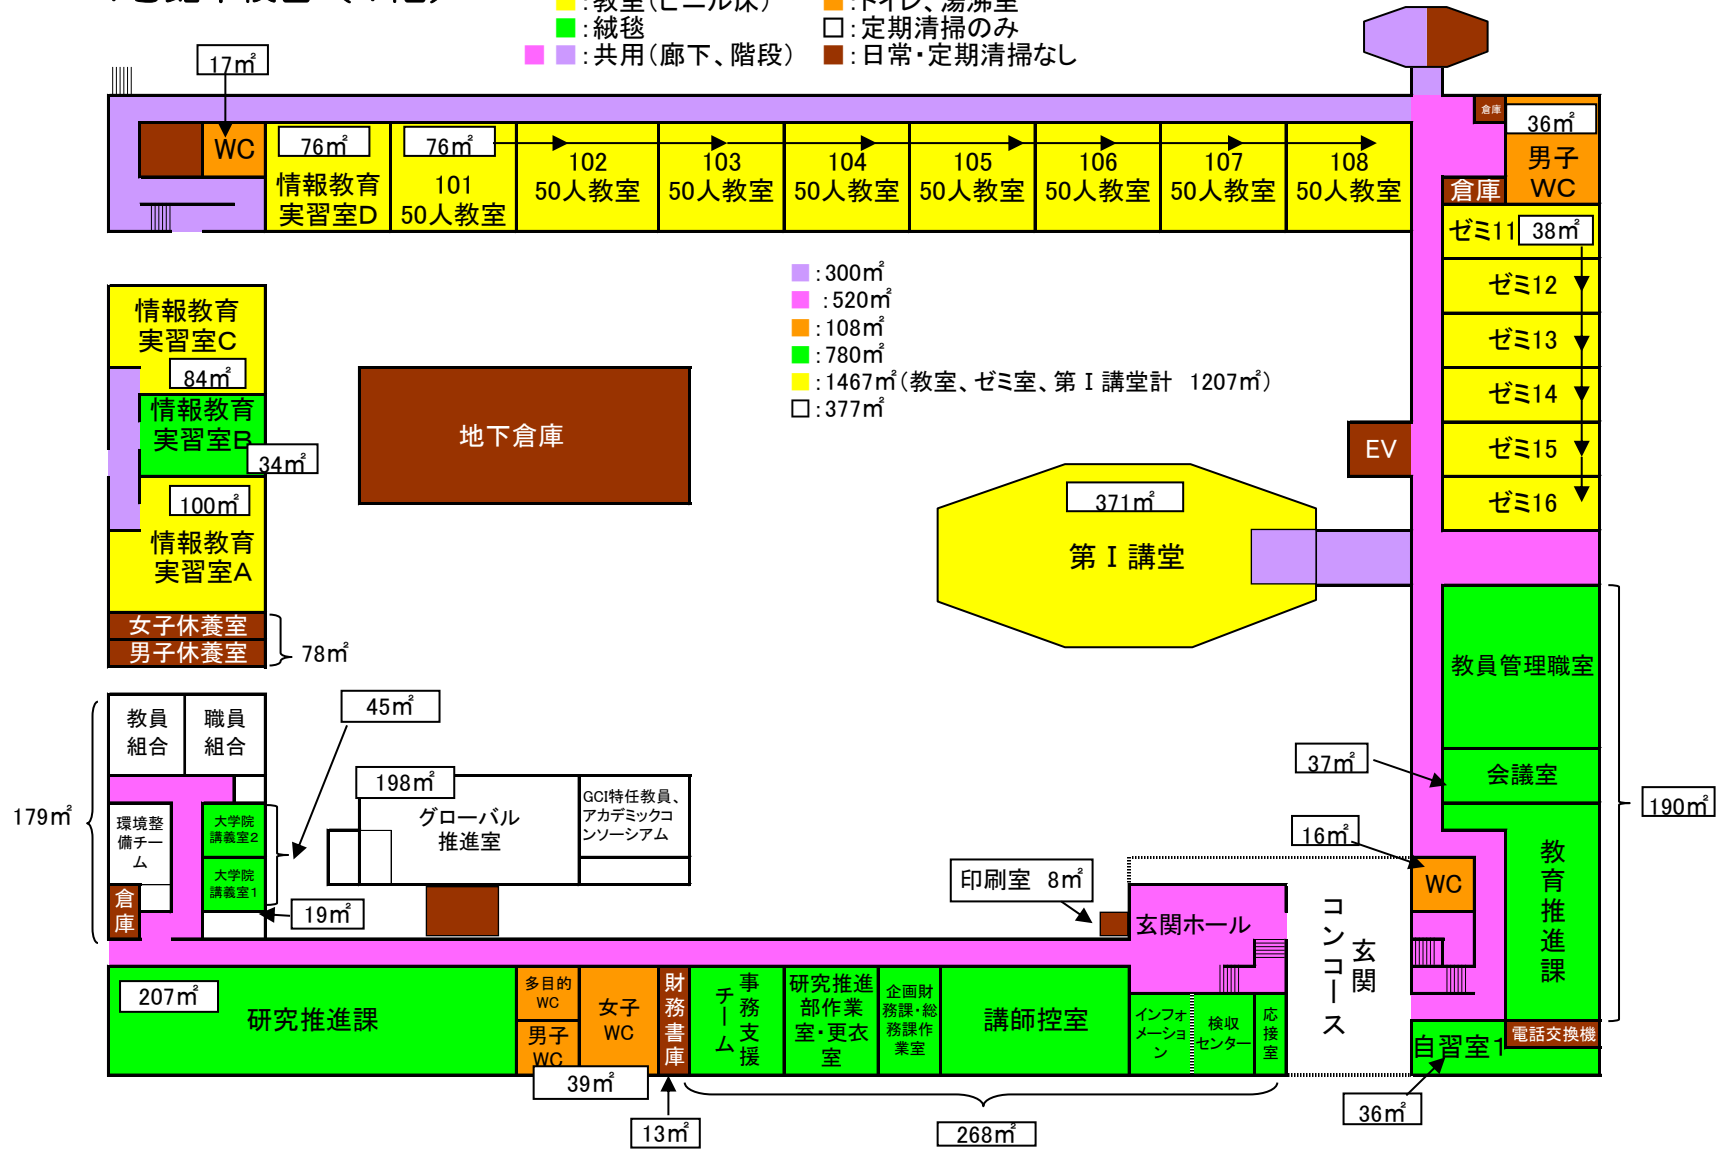 :教室(ビニル床)
:トイレ、湯沸室
:絨毯
:定期清掃のみ
:共用(廊下、階段)
:日常・定期清掃なし
17㎡
WC
76㎡
情報教育
実習室D
76㎡
101
50人教室
102
50人教室
103
50人教室
104
50人教室
105
50人教室
106
50人教室
107
50人教室
108
50人教室
倉庫
36㎡
男子
WC
倉庫
ゼミ11
38㎡
ゼミ12
ゼミ13
ゼミ14
ゼミ15
ゼミ16
:300㎡
:520㎡
:108㎡
:780㎡
:1467㎡(教室、ゼミ室、第Ⅰ講堂計 1207㎡)
:377㎡
情報教育
実習室C
84㎡
情報教育
実習室B
34㎡
100㎡
情報教育
実習室A
女子休養室
男子休養室
78㎡
地下倉庫
EV
371㎡
第Ⅰ講堂
教員管理職室
37㎡
会議室
190㎡
16㎡
WC
教育推進課
179㎡
教員
組合
職員
組合
45㎡
環境整
備チー
ム
大学院
講義室2
大学院
講義室1
倉庫
19㎡
198㎡
グローバル
推進室
GCI特任教員、
アカデミックコ
ンソーシアム
印刷室 8㎡
玄関ホール
玄関
コンコース
207㎡
研究推進課
多目的
WC
男子
WC
女子
WC
39㎡
財務書庫
13㎡
事務支援
チーム
研究推進
部作業
室・更衣
室
企画財
務課・総
務課作
業室
講師控室
インフォ
メーショ
ン
検収
センター
応接室
268㎡
自習室1
電話交換機
36㎡